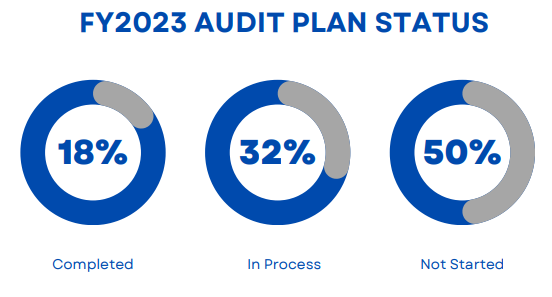 FY2023 AUDIT PLAN STATUS
18%
32%
50%
Completed
In Process
Not Started